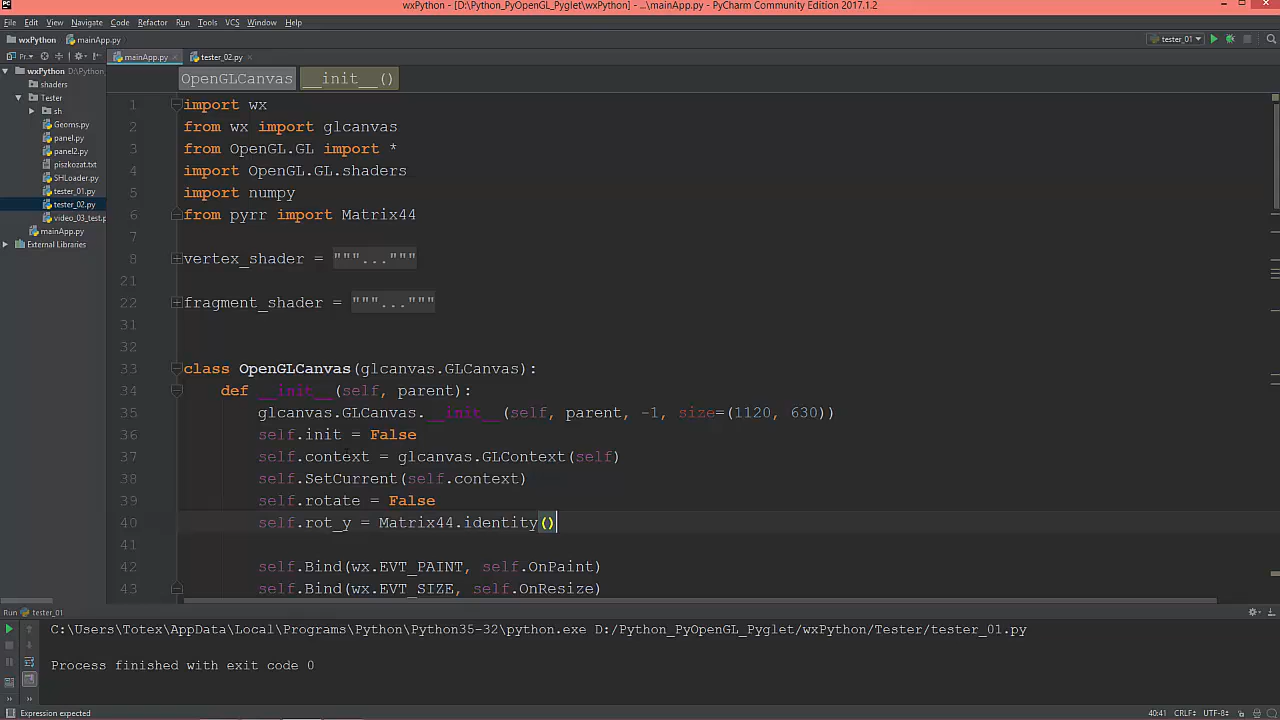 wxPython - [D:\Python_PyOpenGL_Pyglet\wxPython] - ...\mainApp.py - PyCharm Community Edition 2017.1.2
File Edit View Navigate Code Refactor Run Tools VCS Window Help
wxPython mainApp.py
tester_01
Pr
mainApp.py tester_02.py
wxPython D:\Python_
shaders
Tester
sh
Geoms.py
panel.py
panel2.py
piszkozat.txt
SHLoader.py
tester_01.py
tester_02.py
video_03_test.p
mainApp.py
External Libraries
OpenGLCanvas __init__()
1 import wx
2 from wx import glcanvas
3 from OpenGL.GL import *
4 import OpenGL.GL.shaders
5 import numpy
6 from pyrr import Matrix44
7
8 vertex_shader = """..."""
21
22 fragment_shader = """..."""
31
32
33 class OpenGLCanvas(glcanvas.GLCanvas):
34 def __init__(self, parent):
35 glcanvas.GLCanvas.__init__(self, parent, -1, size=(1120, 630))
36 self.init = False
37 self.context = glcanvas.GLContext(self)
38 self.SetCurrent(self.context)
39 self.rotate = False
40 self.rot_y = Matrix44.identity()
41
42 self.Bind(wx.EVT_PAINT, self.OnPaint)
43 self.Bind(wx.EVT_SIZE, self.OnResize)
Run tester_01
C:\Users\Totex\AppData\Local\Programs\Python\Python35-32\python.exe D:/Python_PyOpenGL_Pyglet/wxPython/Tester/tester_01.py
Process finished with exit code 0
Expression expected
40:41 CRLF÷ UTF-8÷